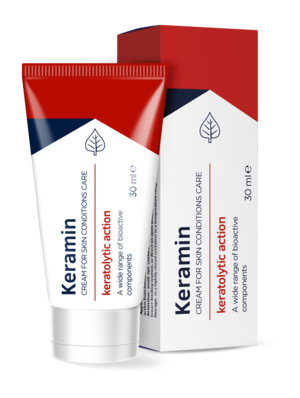 Keramin
CREAM FOR SKIN CONDITIONS CARE
keratolytic action
A wide range of bioactive
components
30 ml e
Keramin
CREAM FOR SKIN CONDITIONS CARE
keratolytic action
A wide range of bioactive
components
30 ml e